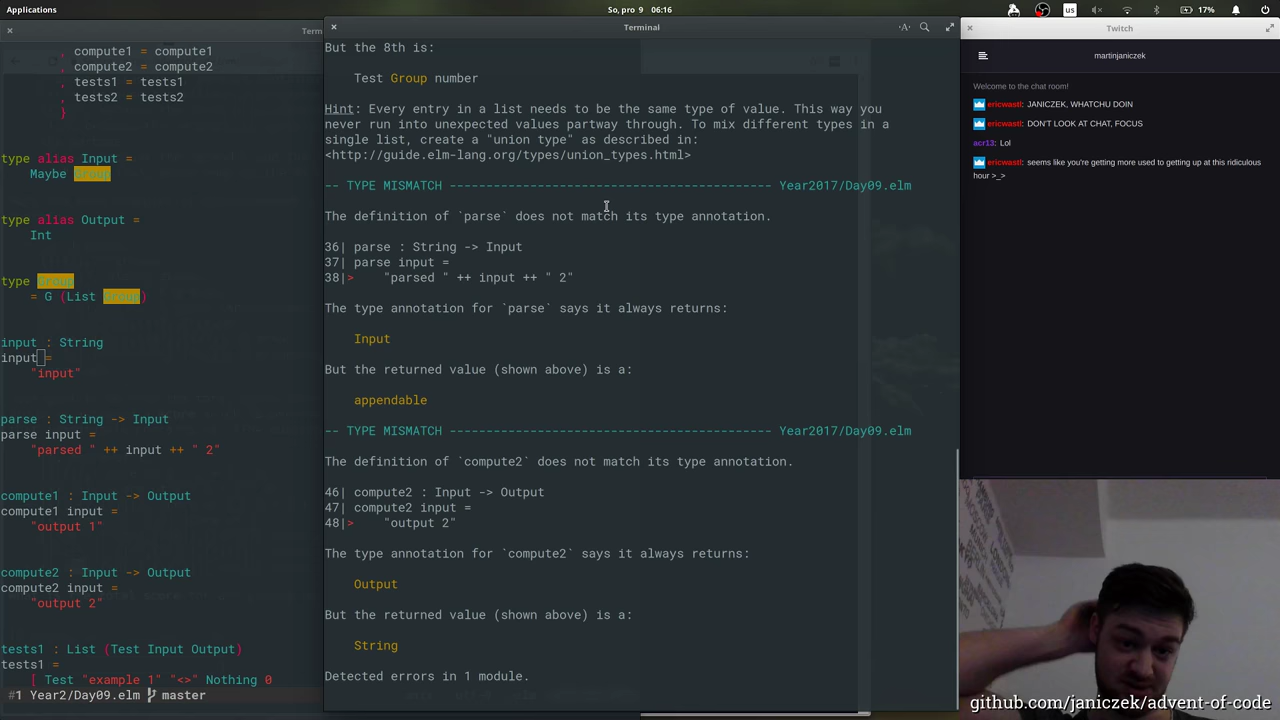 Applications
So, pro 9 06:16
us
17%
Term
, compute1 = compute1
, compute2 = compute2
, tests1 = tests1
, tests2 = tests2
}
type alias Input =
Maybe Group
type alias Output =
Int
type Group
= G (List Group)
input : String
input =
"input"
parse : String -> Input
parse input =
"parsed " ++ input ++ " 2"
compute1 : Input -> Output
compute1 input =
"output 1"
compute2 : Input -> Output
compute2 input =
"output 2"
tests1 : List (Test Input Output)
tests1 =
[ Test "example 1" "<>" Nothing 0
#1 Year2/Day09.elm master
Terminal
But the 8th is:
Test Group number
Hint: Every entry in a list needs to be the same type of value. This way you
never run into unexpected values partway through. To mix different types in a
single list, create a "union type" as described in:
<http://guide.elm-lang.org/types/union_types.html>
-- TYPE MISMATCH -------------------------------------------- Year2017/Day09.elm
The definition of `parse` does not match its type annotation.
36| parse : String -> Input
37| parse input =
38|> "parsed " ++ input ++ " 2"
The type annotation for `parse` says it always returns:
Input
But the returned value (shown above) is a:
appendable
-- TYPE MISMATCH -------------------------------------------- Year2017/Day09.elm
The definition of `compute2` does not match its type annotation.
46| compute2 : Input -> Output
47| compute2 input =
48|> "output 2"
The type annotation for `compute2` says it always returns:
Output
But the returned value (shown above) is a:
String
Detected errors in 1 module.
Twitch
martinjaniczek
Welcome to the chat room!
ericwastl: JANICZEK, WHATCHU DOIN
ericwastl: DON'T LOOK AT CHAT, FOCUS
acr13: Lol
ericwastl: seems like you're getting more used to getting up at this ridiculous
hour >_>
github.com/janiczek/advent-of-code